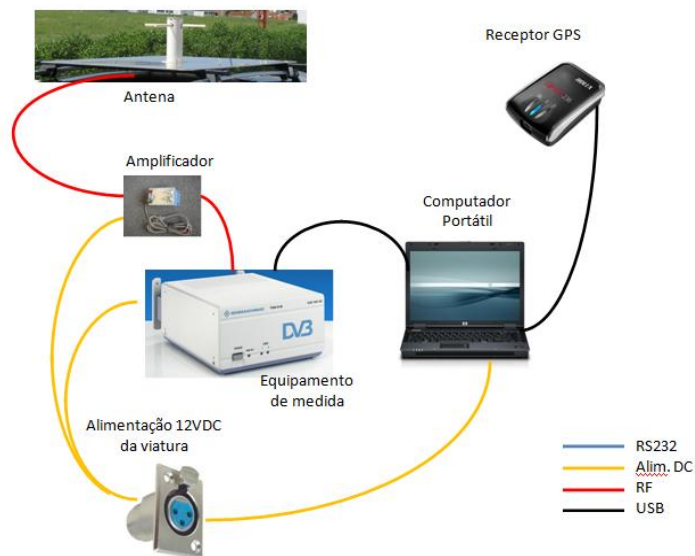 Receptor GPS
Antena
Amplificador
Computador
Portátil
DVB
Equipamento
de medida
Alimentação 12VDC
da viatura
RS232
Alim. DC
RF
USB